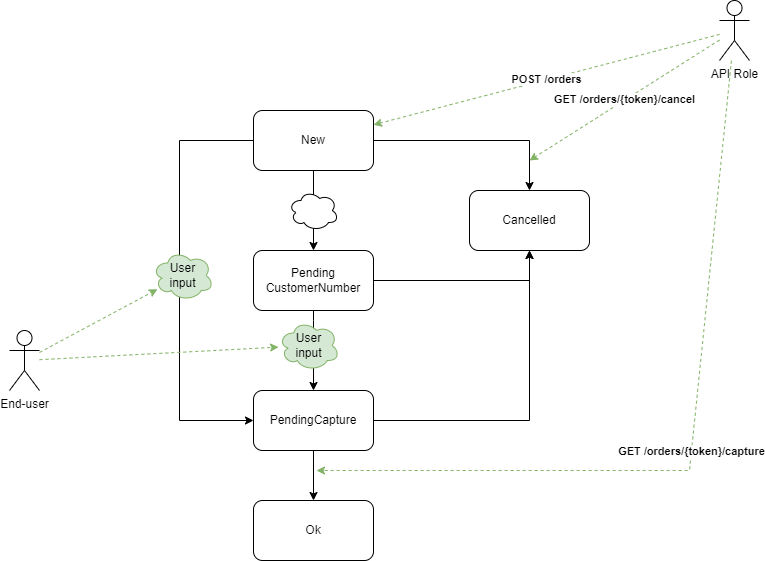 API Role
POST /orders
GET /orders/{token}/cancel
New
Cancelled
User
input
Pending
CustomerNumber
User
input
End-user
PendingCapture
GET /orders/{token}/capture
Ok